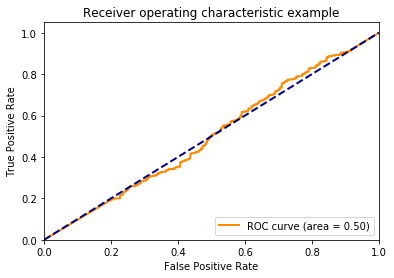 Receiver operating characteristic example
True Positive Rate
1.0
0.8
0.6
0.4
0.2
0.0
ROC curve (area = 0.50)
0.0 0.2 0.4 0.6 0.8 1.0
False Positive Rate